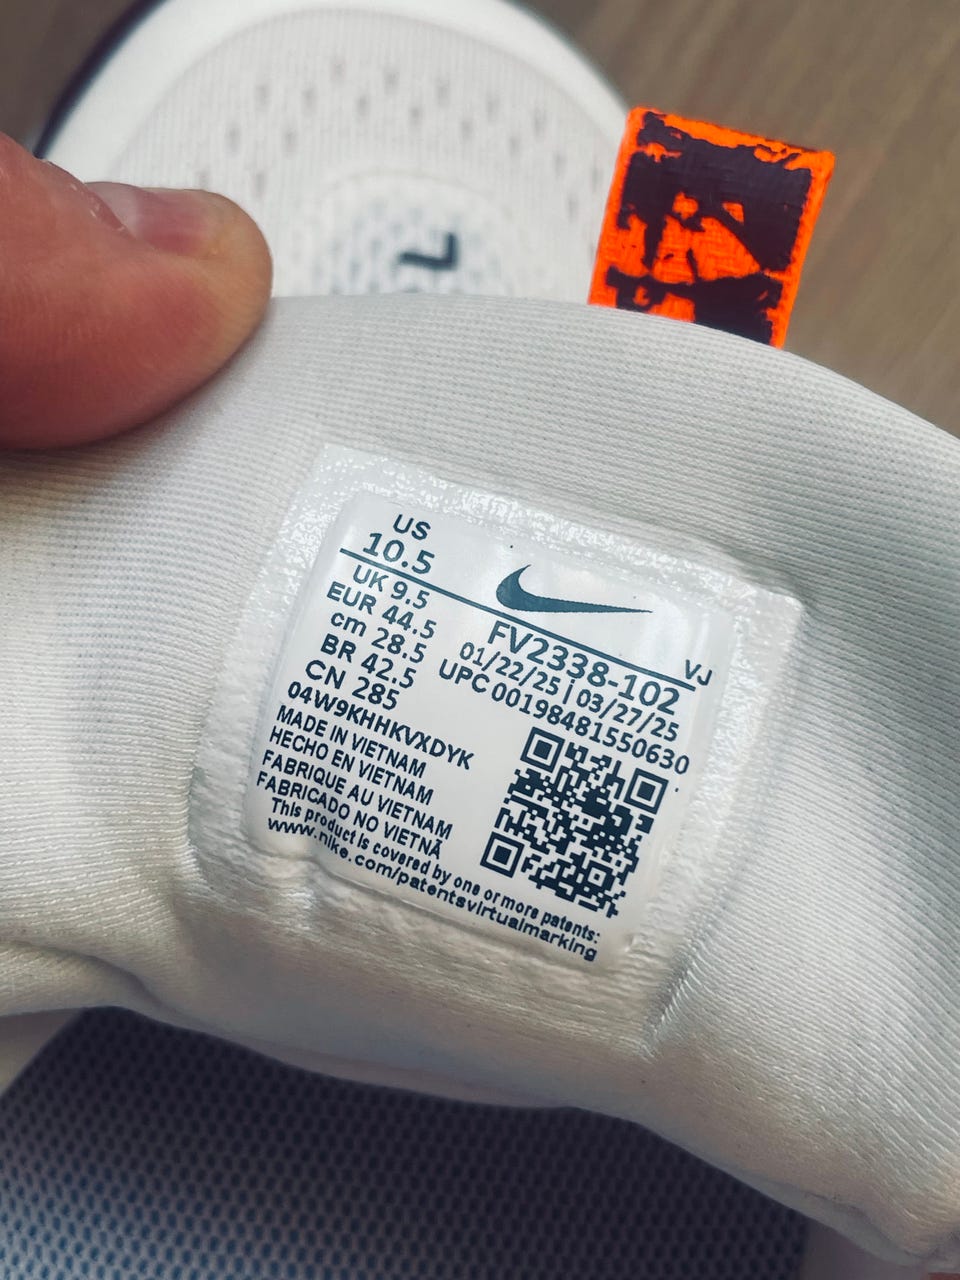 US
10.5
UK 9.5
EUR 44.5
cm 28.5
BR 42.5
CN 285
04W9KHHKVXDYK
MADE IN VIETNAM
HECHO EN VIETNAM
FABRIQUE AU VIETNAM
FABRICADO NO VIETNÃ
This product is covered by one or more patents:
www.nike.com/patentsvirtualmarking
FV2338-102 VJ
01/22/25 | 03/27/25
UPC 00198481550630